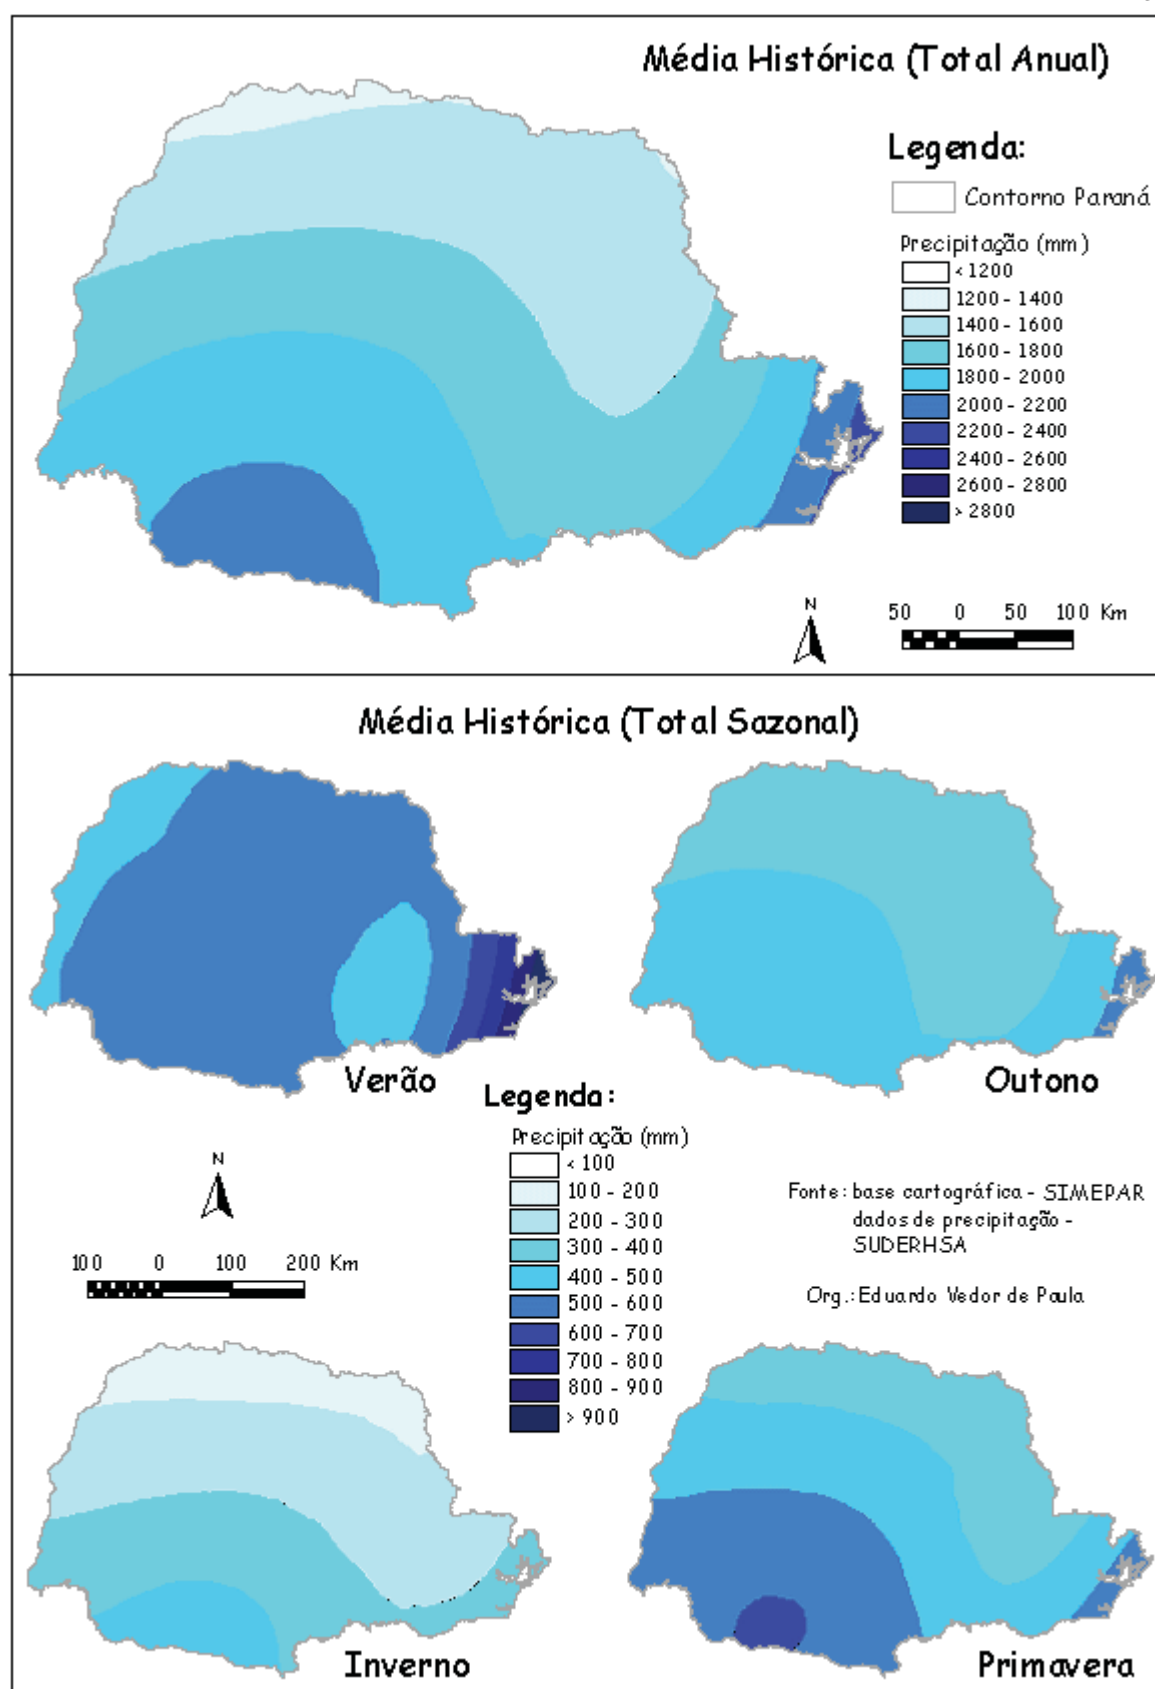 Média Histórica (Total Anual)
Legenda:
Contorno Paraná
Precipitação (mm)
< 1200
1200 - 1400
1400 - 1600
1600 - 1800
1800 - 2000
2000 - 2200
2200 - 2400
2400 - 2600
2600 - 2800
> 2800
N
50 0 50 100 Km
Média Histórica (Total Sazonal)
Verão
Outono
Legenda:
Precipitação (mm)
< 100
100 - 200
200 - 300
300 - 400
400 - 500
500 - 600
600 - 700
700 - 800
800 - 900
> 900
N
100 0 100 200 Km
Fonte: base cartográfica - SIMEPAR
dados de precipitação -
SUDERHSA
Org.: Eduardo Vedor de Paula
Inverno
Primavera